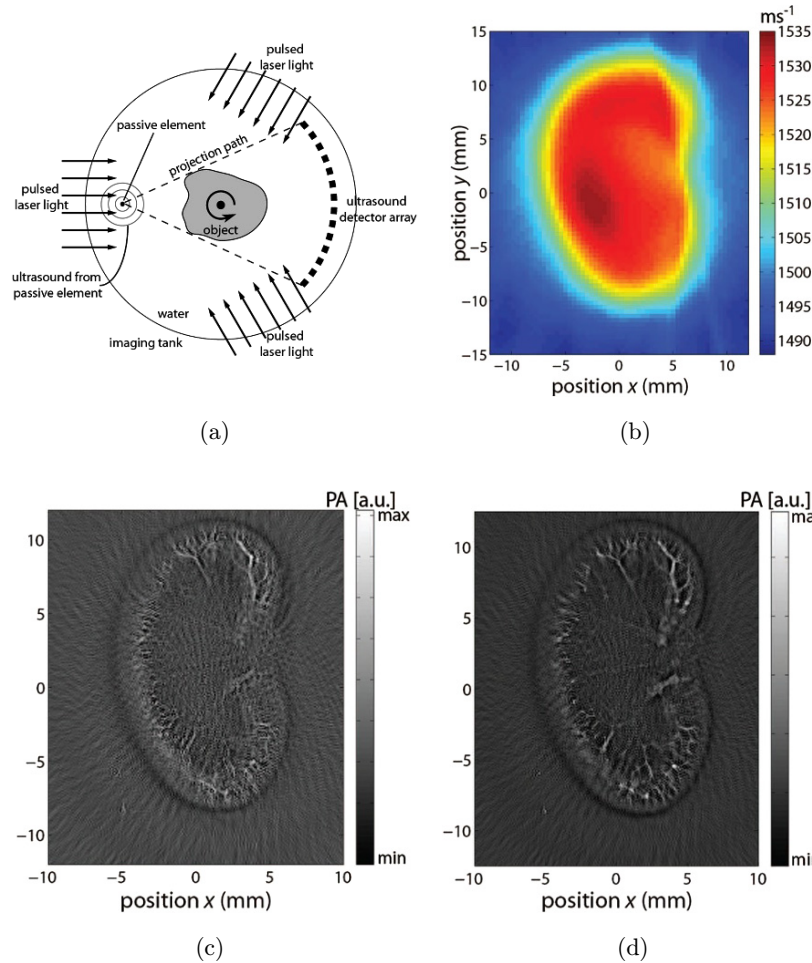 pulsed
laser light
passive element
projection path
pulsed
laser light
object
ultrasound
detector array
ultrasound from
passive element
water
imaging tank
pulsed
laser light
(a)
ms⁻¹
15
10
5
0
−5
−10
−15
position y (mm)
−10
−5
0
5
10
position x (mm)
1535
1530
1520
1510
1500
1490
(b)
PA [a.u.]
max
min
10
5
0
−5
−10
−10
−5
0
5
10
position x (mm)
(c)
PA [a.u.]
ma
min
10
5
0
−5
−10
−10
−5
0
5
10
position x (mm)
(d)